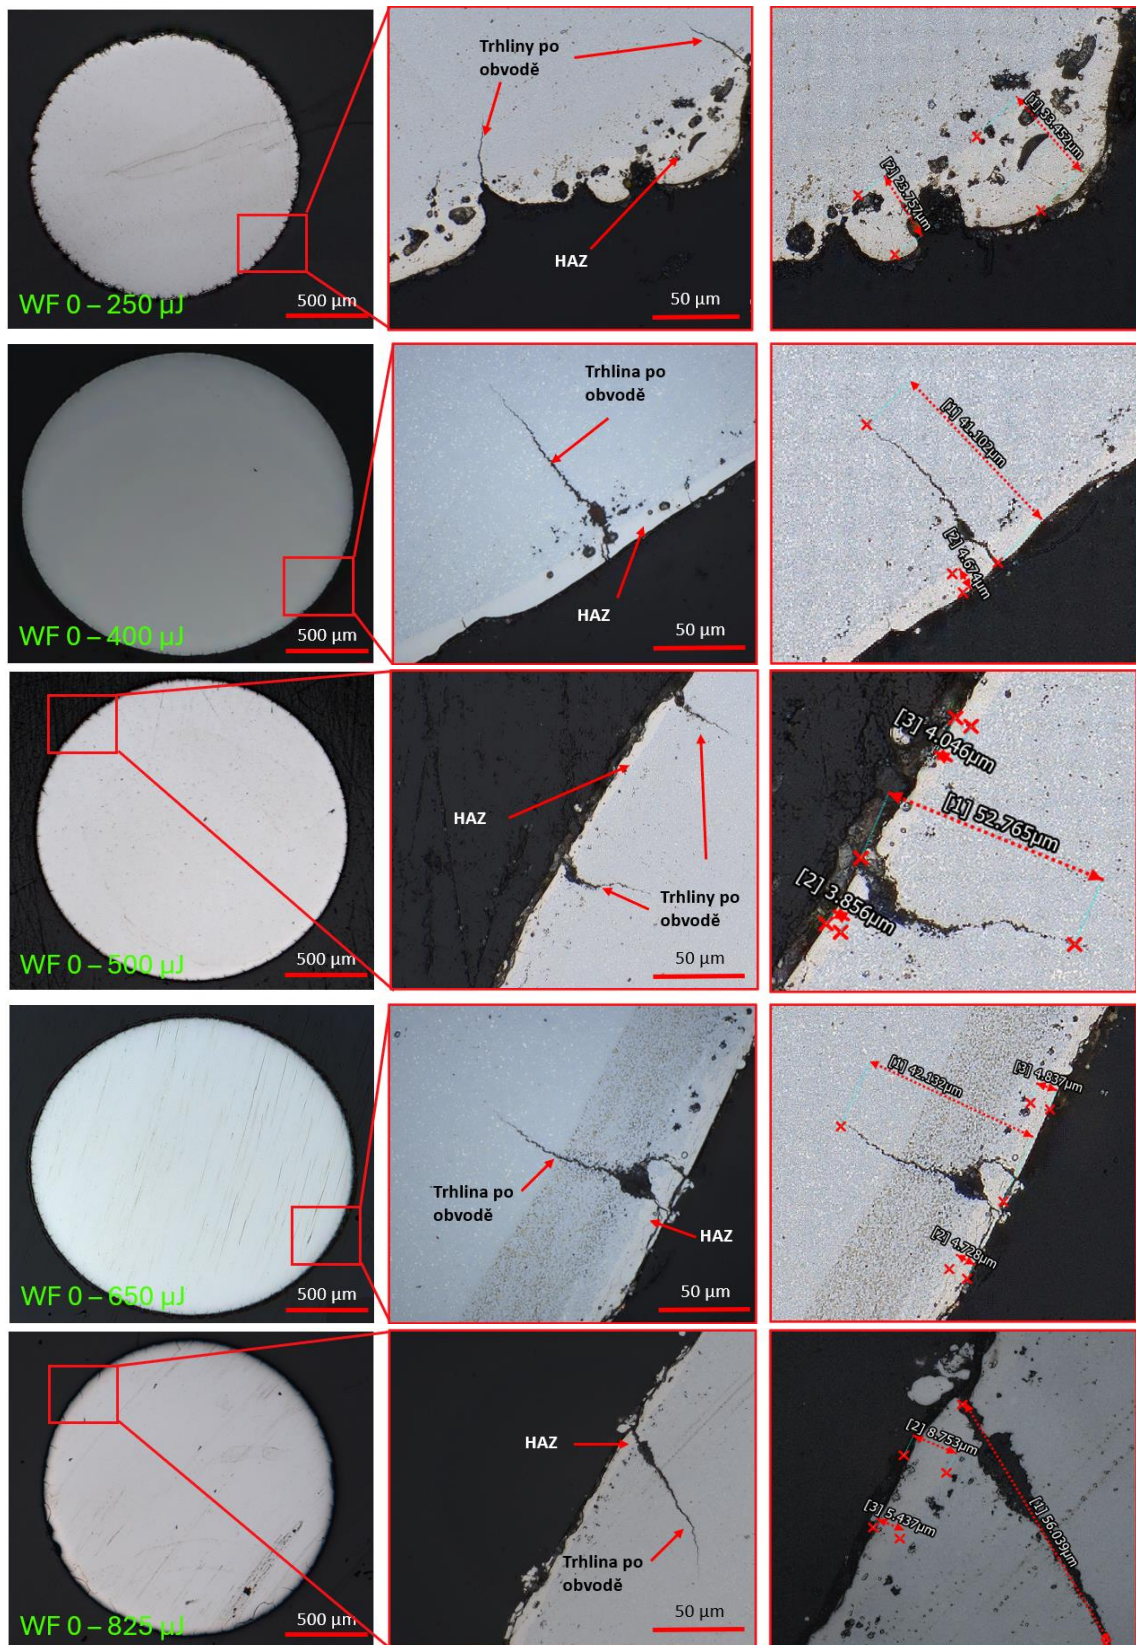 Trhliny po
obvodě
HAZ
WF 0 – 250 µJ
500 µm
50 µm
[1] 33.452µm
[2] 23.757µm
Trhlina po
obvodě
HAZ
WF 0 – 400 µJ
500 µm
50 µm
[1] 41.102µm
[2] 4.674µm
HAZ
Trhliny po
obvodě
WF 0 – 500 µJ
500 µm
50 µm
[3] 4.046µm
[1] 52.765µm
[2] 3.856µm
Trhlina po
obvodě
HAZ
WF 0 – 650 µJ
500 µm
50 µm
[1] 42.132µm
[3] 4.837µm
[2] 4.728µm
HAZ
Trhlina po
obvodě
WF 0 – 825 µJ
500 µm
50 µm
[2] 8.753µm
[3] 5.437µm
[1] 56.039µm